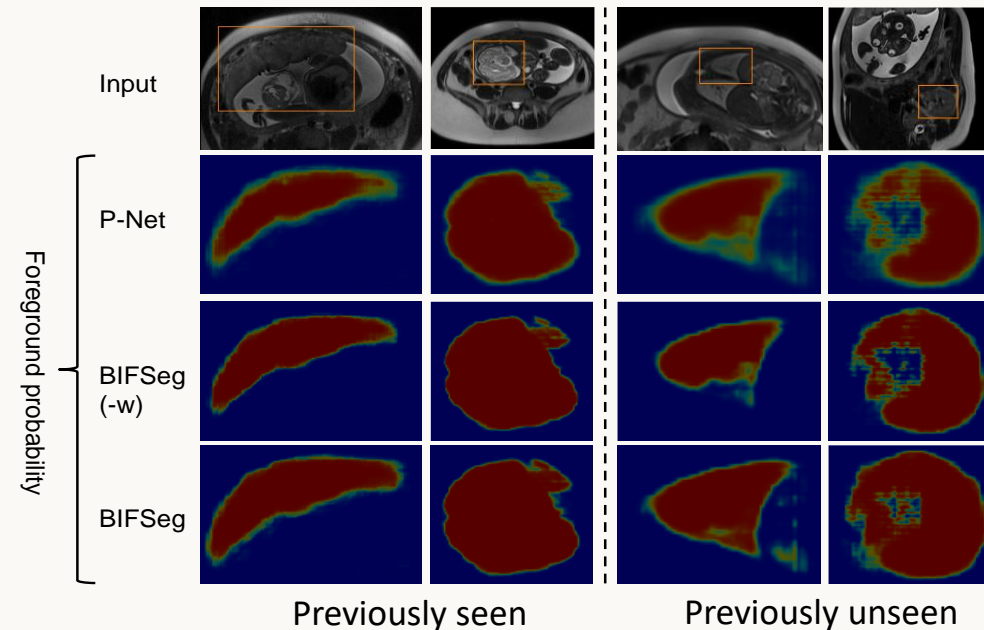 Input
P-Net
Foreground probability
BIFSeg
(-w)
BIFSeg
Previously seen
Previously unseen